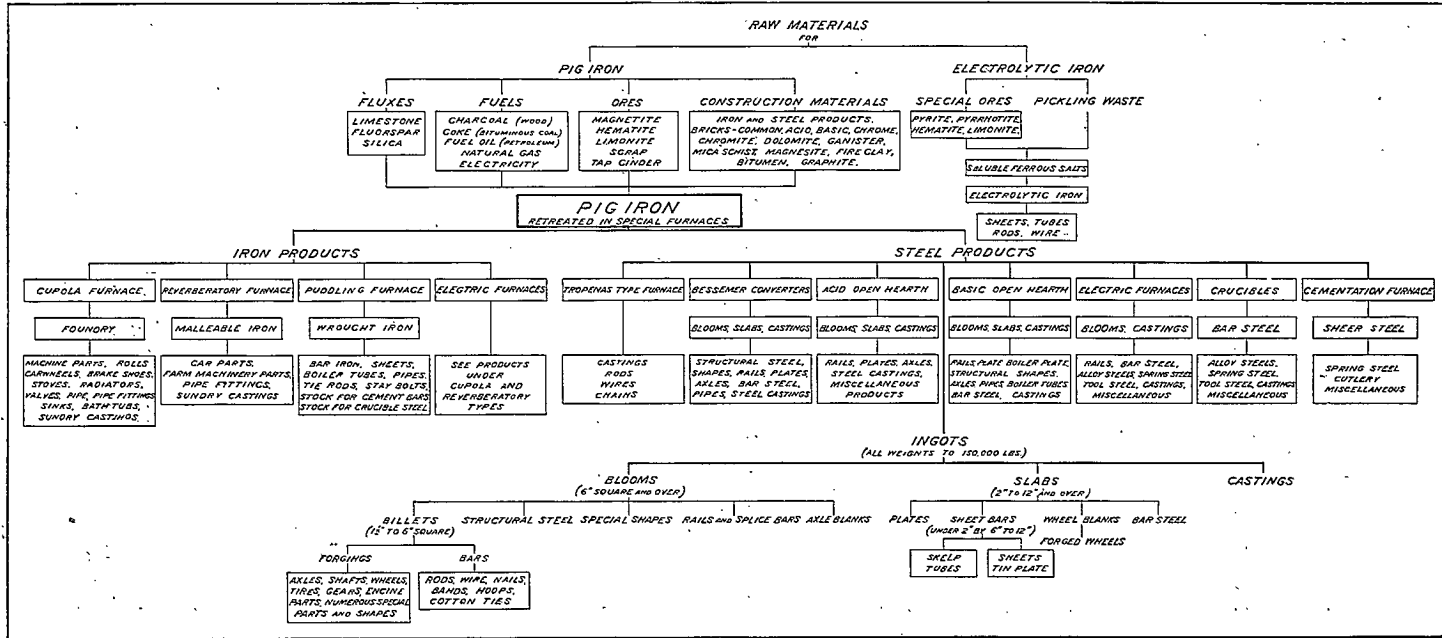 RAW MATERIALS
FOR
PIG IRON
ELECTROLYTIC IRON
FLUXES
FUELS
ORES
CONSTRUCTION MATERIALS
SPECIAL ORES
PICKLING WASTE
LIMESTONE
FLUORSPAR
SILICA
CHARCOAL (WOOD)
COKE (BITUMINOUS COAL)
FUEL OIL (PETROLEUM)
NATURAL GAS
ELECTRICITY
MAGNETITE
HEMATITE
LIMONITE
SCRAP
TAP CINDER
IRON AND STEEL PRODUCTS.
BRICKS-COMMON, ACID, BASIC, CHROME,
CHROMITE, DOLOMITE, GANISTER,
MICA SCHIST, MAGNESITE, FIRE CLAY,
BITUMEN, GRAPHITE.
PYRITE, PYRRHOTITE,
HEMATITE, LIMONITE,
SOLUBLE FERROUS SALTS
ELECTROLYTIC IRON
SHEETS, TUBES
RODS, WIRE
PIG IRON
RETREATED IN SPECIAL FURNACES
IRON PRODUCTS
STEEL PRODUCTS
CUPOLA FURNACE
REVERBERATORY FURNACE
PUDDLING FURNACE
ELECTRIC FURNACES
TROPENAS TYPE FURNACE
BESSEMER CONVERTERS
ACID OPEN HEARTH
BASIC OPEN HEARTH
ELECTRIC FURNACES
CRUCIBLES
CEMENTATION FURNACE
FOUNDRY
MALLEABLE IRON
WROUGHT IRON
BLOOMS, SLABS, CASTINGS
BLOOMS, SLABS, CASTINGS
BLOOMS, SLABS, CASTINGS
BLOOMS, CASTINGS
BAR STEEL
SHEER STEEL
MACHINE PARTS, ROLLS
CARWHEELS, BRAKE SHOES,
STOVES, RADIATORS,
VALVES, PIPE, PIPE FITTINGS
SINKS, BATH TUBS,
SUNDRY CASTINGS
CAR PARTS,
FARM MACHINERY PARTS,
PIPE FITTINGS,
SUNDRY CASTINGS
BAR IRON, SHEETS,
BOILER TUBES, PIPES,
TIE RODS, STAY BOLTS,
STOCK FOR CEMENT BARS
STOCK FOR CRUCIBLE STEEL
SEE PRODUCTS
UNDER
CUPOLA AND
REVERBERATORY
TYPES
CASTINGS
RODS
WIRES
CHAINS
STRUCTURAL STEEL,
SHAPES, RAILS, PLATES,
AXLES, BAR STEEL,
PIPES, STEEL CASTINGS
RAILS, PLATES, AXLES,
STEEL CASTINGS,
MISCELLANEOUS
PRODUCTS
RAILS, PLATE BOILER PLATE,
STRUCTURAL SHAPES.
AXLES, PIPES, BOILER TUBES
BAR STEEL, CASTINGS
RAILS, BAR STEEL,
ALLOY STEELS, SPRING STEEL
TOOL STEEL, CASTINGS,
MISCELLANEOUS
ALLOY STEELS,
SPRING STEEL,
TOOL STEEL, CASTINGS
MISCELLANEOUS
SPRING STEEL
CUTLERY
MISCELLANEOUS
INGOTS
(ALL WEIGHTS TO 150,000 LBS.)
BLOOMS
(6" SQUARE AND OVER)
SLABS
(2" TO 12" AND OVER)
CASTINGS
BILLETS
(1½" TO 6" SQUARE)
STRUCTURAL STEEL
SPECIAL SHAPES
RAILS AND SPLICE BARS
AXLE BLANKS
PLATES
SHEET BARS
(UNDER 2" BY 6" TO 12")
WHEEL BLANKS
BAR STEEL
FORGED WHEELS
FORGINGS
BARS
SKELP
TUBES
SHEETS
TIN PLATE
AXLES, SHAFTS, WHEELS,
TIRES, GEARS, ENGINE
PARTS, NUMEROUS SPECIAL
PARTS AND SHAPES
RODS, WIRE, NAILS,
BANDS, HOOPS,
COTTON TIES